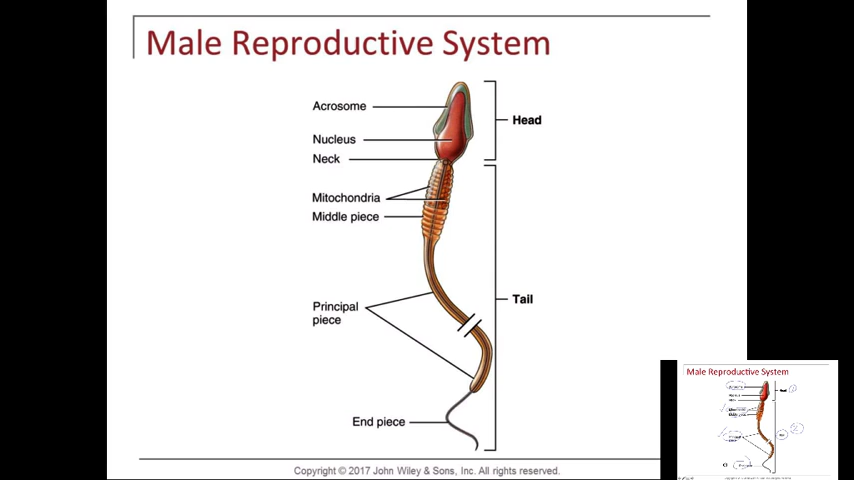 Male Reproductive System
Acrosome
Head
Nucleus
Neck
Mitochondria
Middle piece
Principal
piece
Tail
End piece
Copyright © 2017 John Wiley & Sons, Inc. All rights reserved.
Male Reproductive System